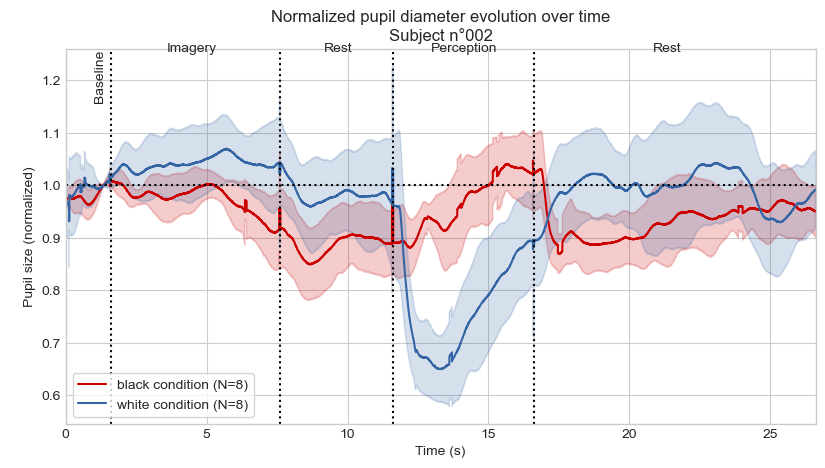 Normalized pupil diameter evolution over time
Subject n°002
Imagery
Rest
Perception
Rest
Baseline
1.2
1.1
1.0
0.9
0.8
0.7
0.6
Pupil size (normalized)
black condition (N=8)
white condition (N=8)
0
5
10
15
20
25
Time (s)